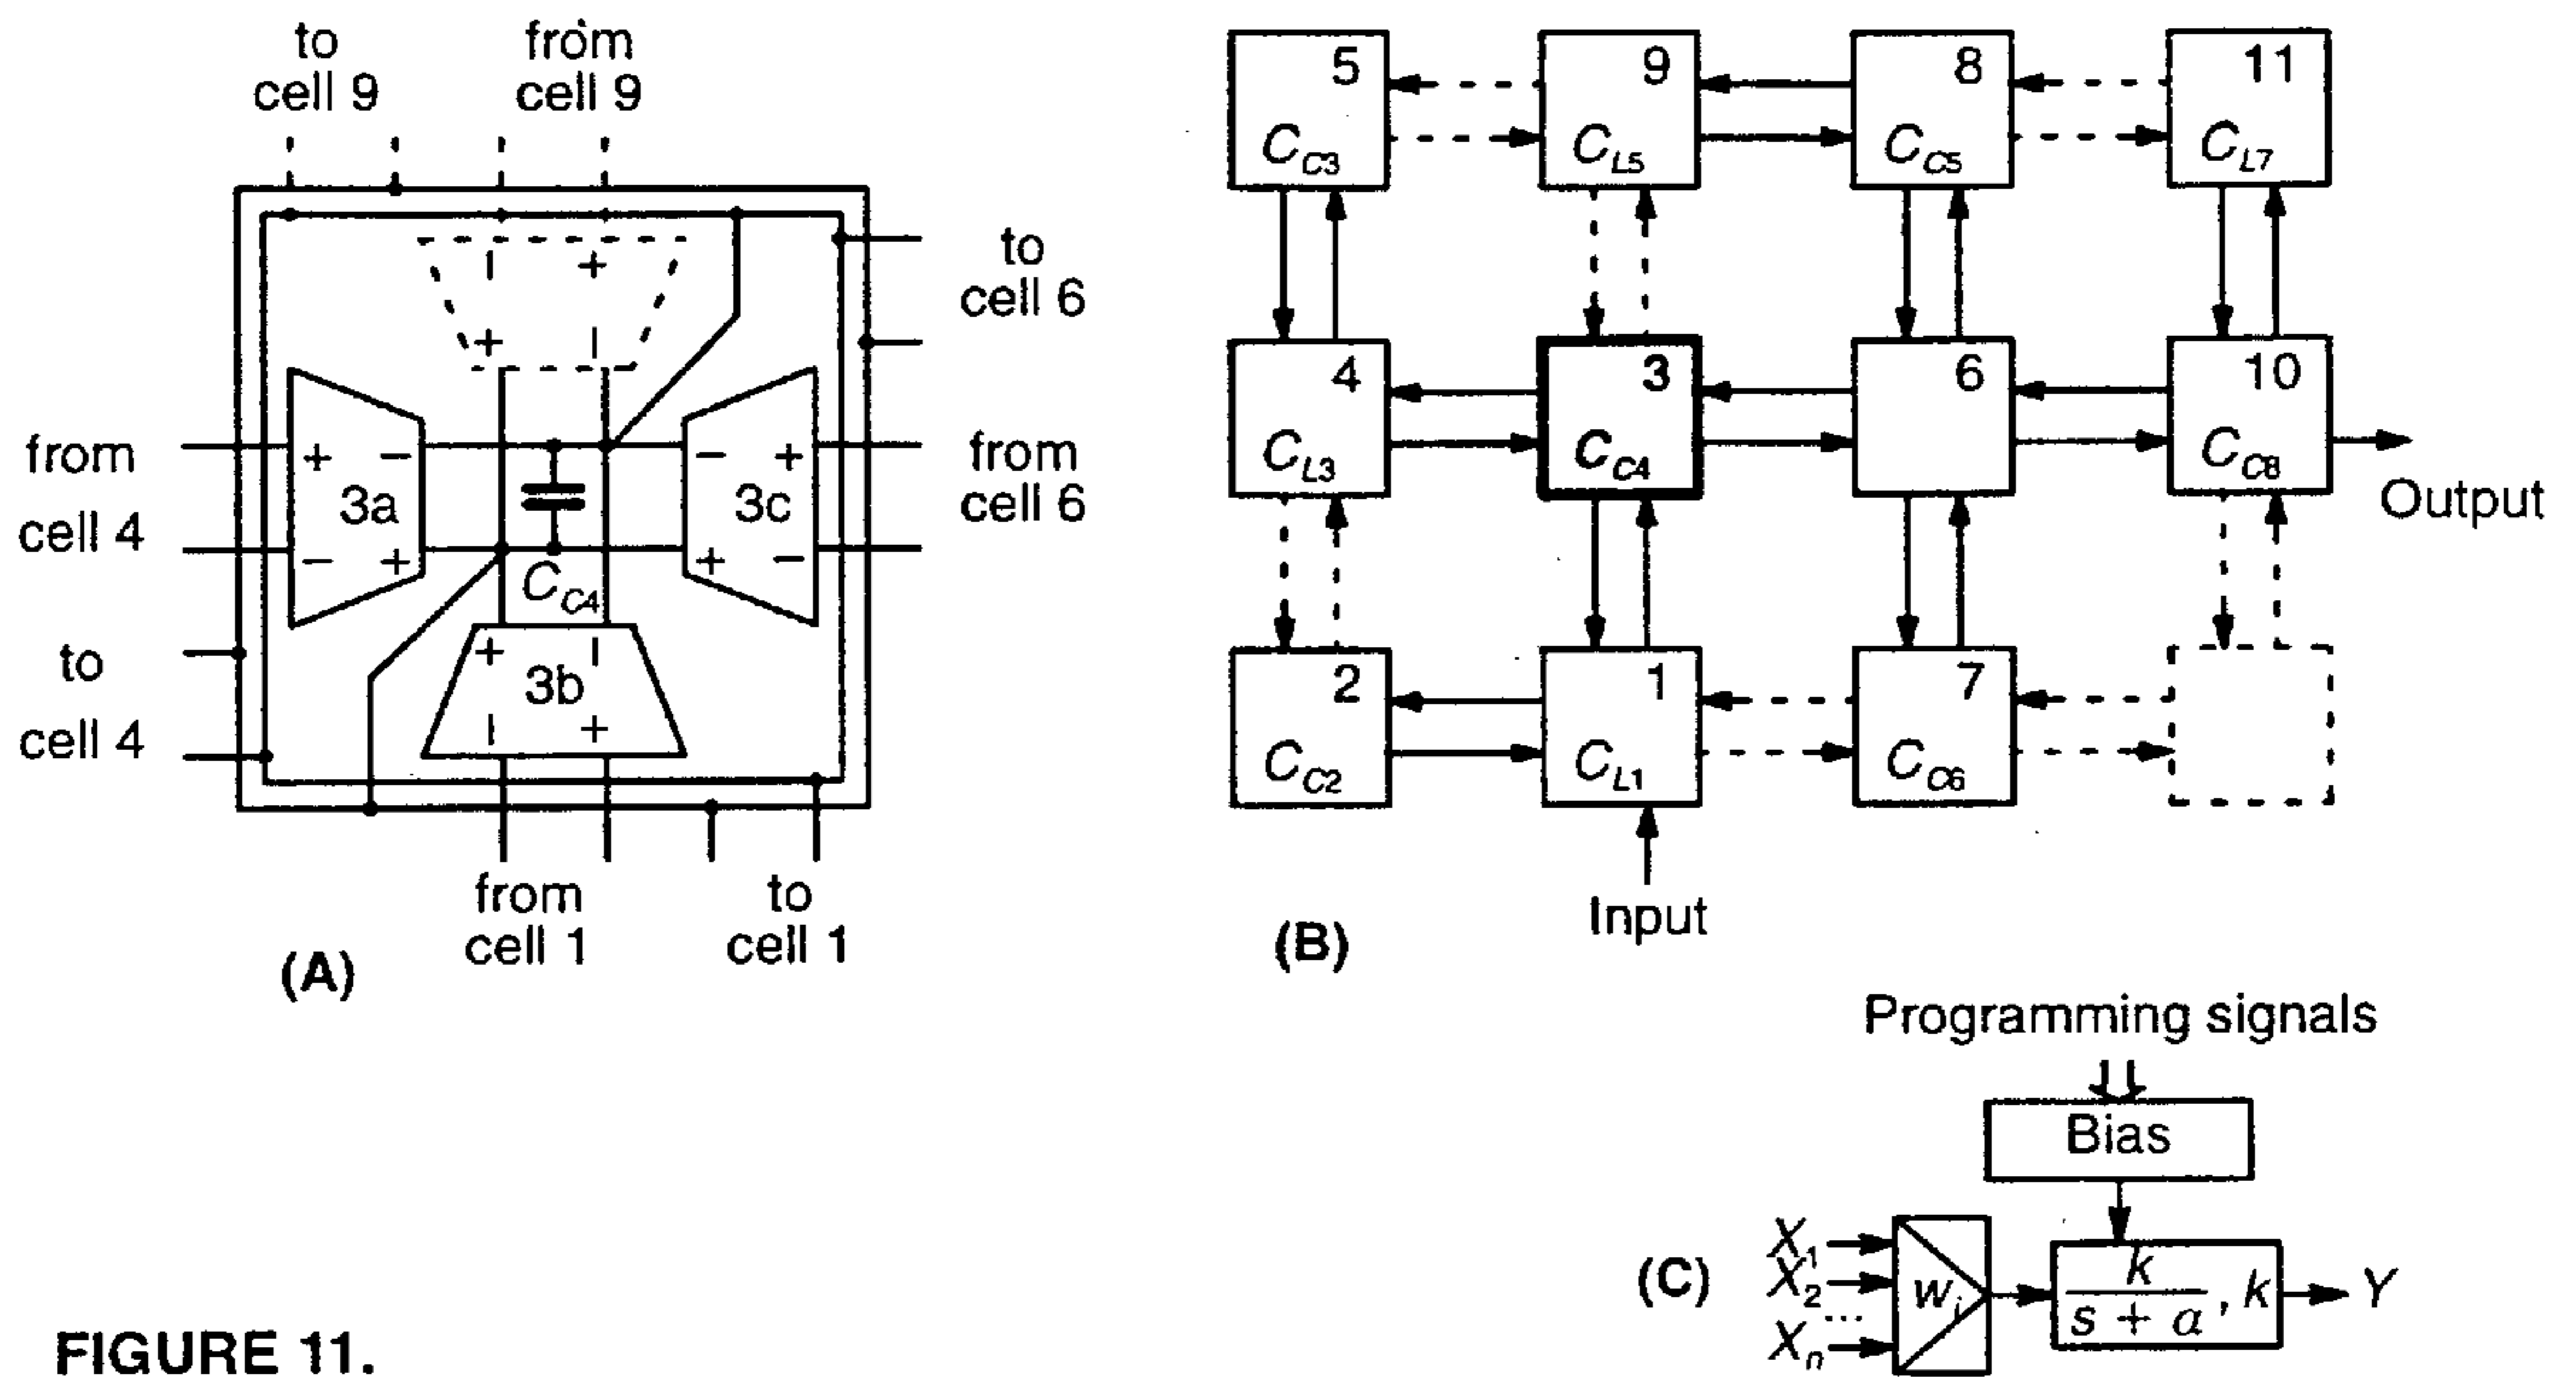 to
cell 9
from
cell 9
to
cell 6
from
cell 4
from
cell 6
to
cell 4
from
cell 1
to
cell 1
- +
+ -
+ -
3a
- +
- +
3c
+ -
C_C4
+ -
3b
- +
(A)
5
C_C3
9
C_L5
8
C_C5
11
C_L7
4
C_L3
3
C_C4
6
10
C_C8
Output
2
C_C2
1
C_L1
7
C_C6
Input
(B)
Programming signals
Bias
(C)
X_1
X_2
...
X_n
w_i
k
s + α
, k
Y
FIGURE 11.